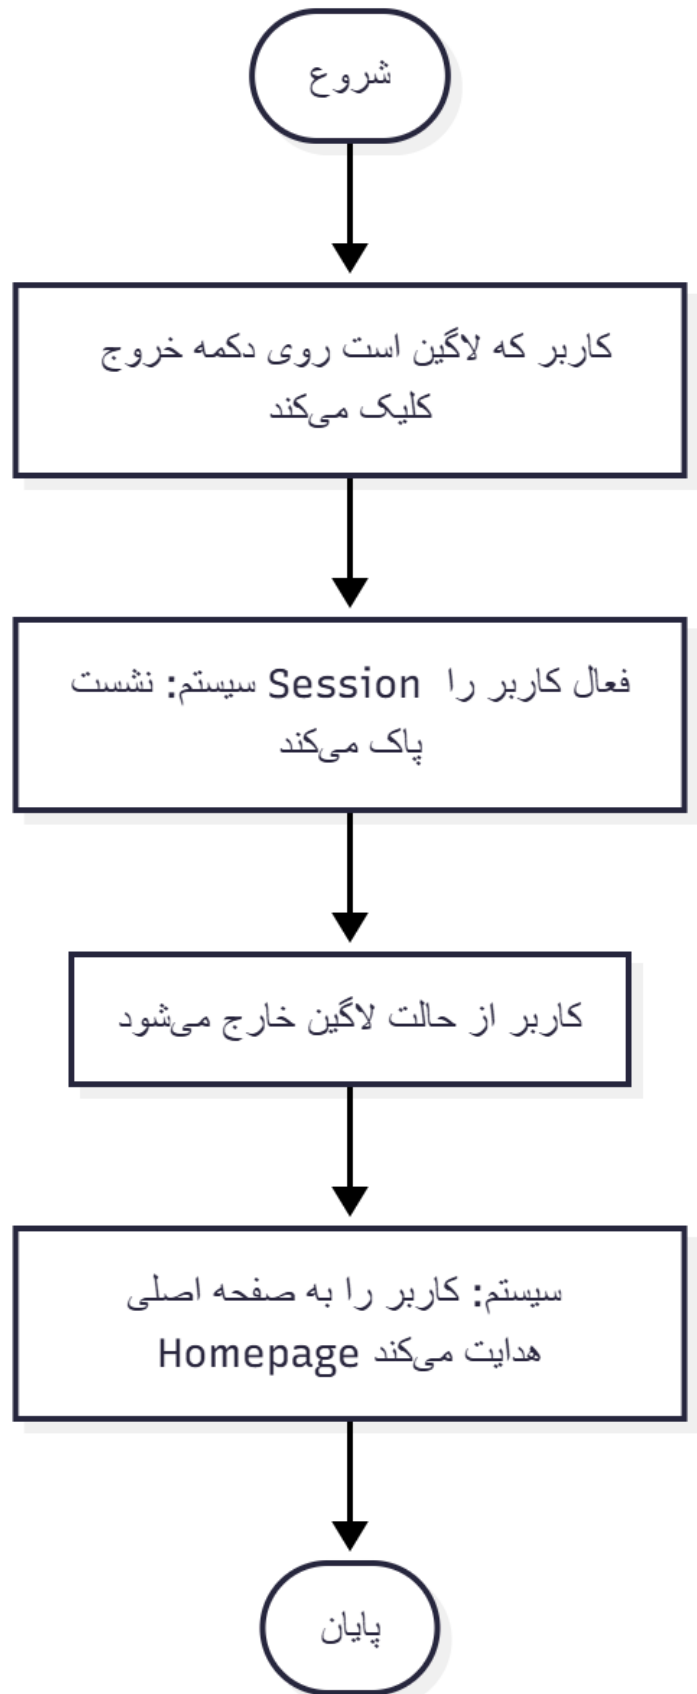 شروع
کاربر که لاگین است روی دکمه خروج
کلیک می‌کند
سیستم: نشست Session فعال کاربر را
پاک می‌کند
کاربر از حالت لاگین خارج می‌شود
سیستم: کاربر را به صفحه اصلی
Homepage هدایت می‌کند
پایان